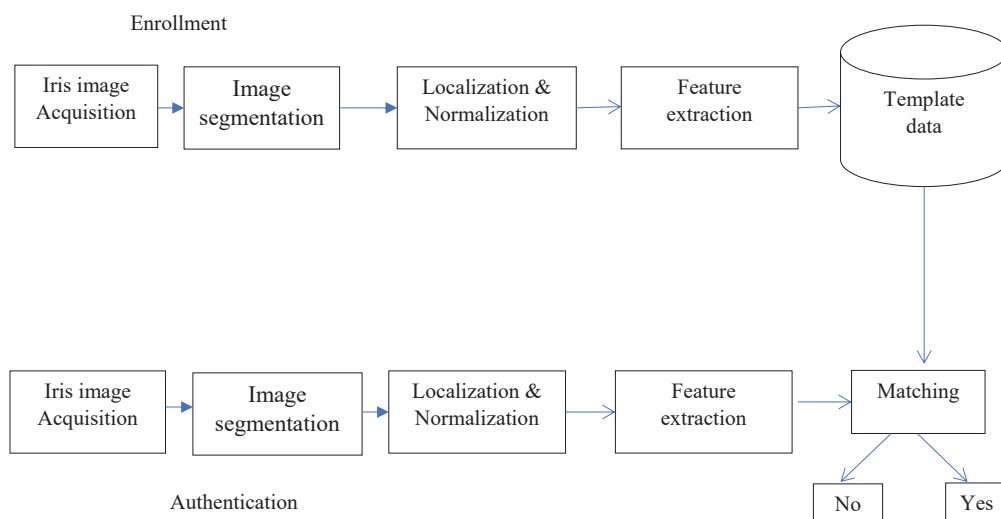 Enrollment
Iris image
Acquisition
Image
segmentation
Localization &
Normalization
Feature
extraction
Template
data
Iris image
Acquisition
Image
segmentation
Localization &
Normalization
Feature
extraction
Matching
No
Yes
Authentication